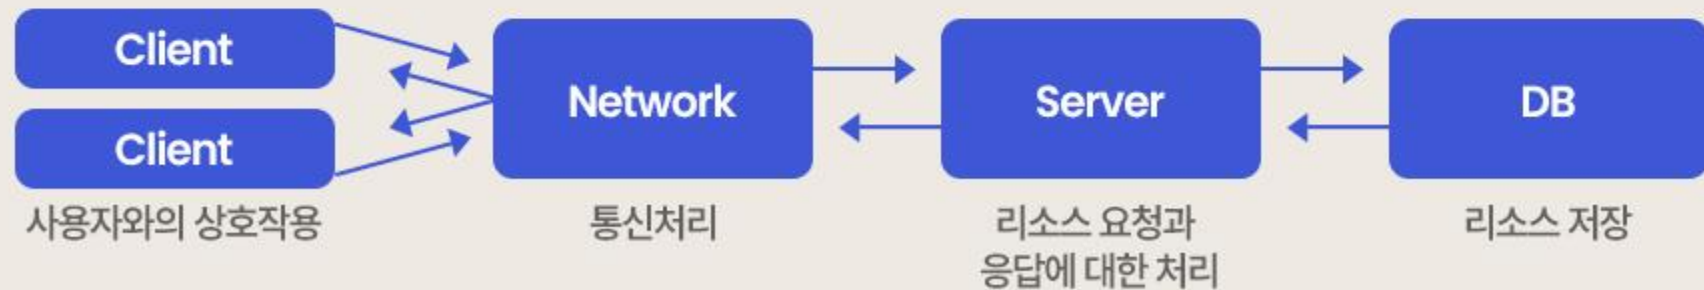 Client
Client
사용자와의 상호작용
Network
통신처리
Server
리소스 요청과
응답에 대한 처리
DB
리소스 저장